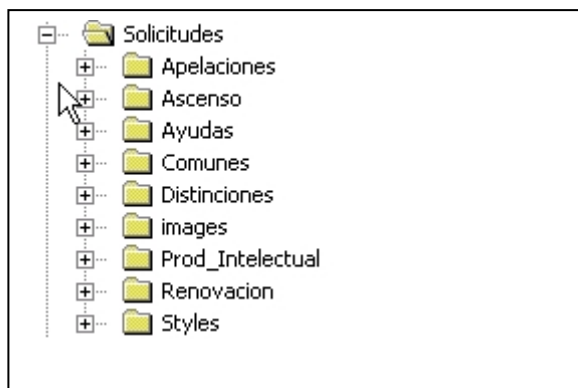 Solicitudes
Apelaciones
Ascenso
Ayudas
Comunes
Distinciones
images
Prod_Intelectual
Renovacion
Styles